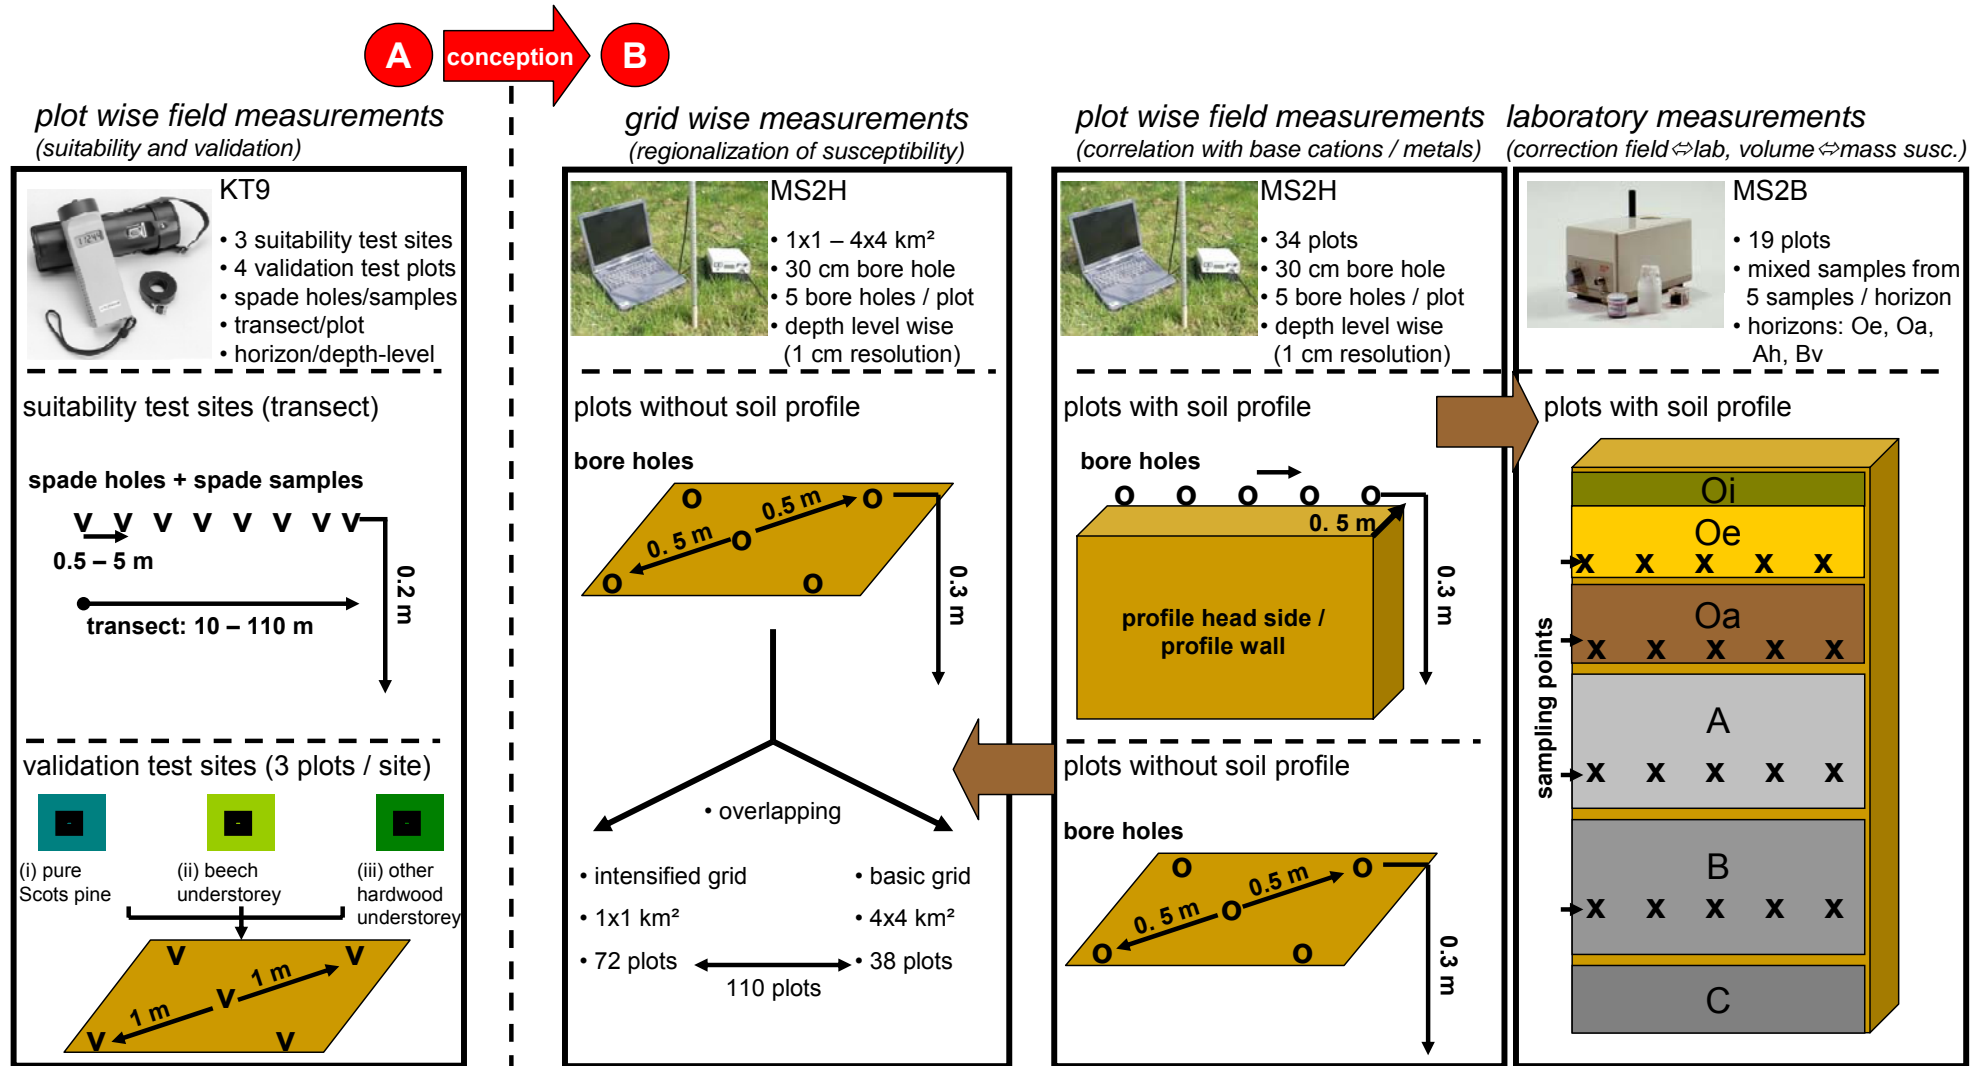 A
conception
B
plot wise field measurements
(suitability and validation)
KT9
• 3 suitability test sites
• 4 validation test plots
• spade holes/samples
• transect/plot
• horizon/depth-level
suitability test sites (transect)
spade holes + spade samples
v v v v v v v v
0.5 – 5 m
0.2 m
transect: 10 – 110 m
validation test sites (3 plots / site)
(i) pure
Scots pine
(ii) beech
understorey
(iii) other
hardwood
understorey
v v
1 m
v
1 m
v v
grid wise measurements
(regionalization of susceptibility)
MS2H
• 1x1 – 4x4 km²
• 30 cm bore hole
• 5 bore holes / plot
• depth level wise
(1 cm resolution)
plots without soil profile
bore holes
o o
0.5 m
o
0. 5 m
o o
0.3 m
• overlapping
• intensified grid
• 1x1 km²
• 72 plots
• basic grid
• 4x4 km²
• 38 plots
110 plots
plot wise field measurements
(correlation with base cations / metals)
MS2H
• 34 plots
• 30 cm bore hole
• 5 bore holes / plot
• depth level wise
(1 cm resolution)
plots with soil profile
bore holes
o o o o o
0. 5 m
0.3 m
profile head side /
profile wall
plots without soil profile
bore holes
o o
0.5 m
o
0. 5 m
o o
0.3 m
laboratory measurements
(correction field⇔lab, volume⇔mass susc.)
MS2B
• 19 plots
• mixed samples from
5 samples / horizon
• horizons: Oe, Oa,
Ah, Bv
plots with soil profile
sampling points
Oi
Oe
x x x x x
Oa
x x x x x
A
x x x x x
B
x x x x x
C